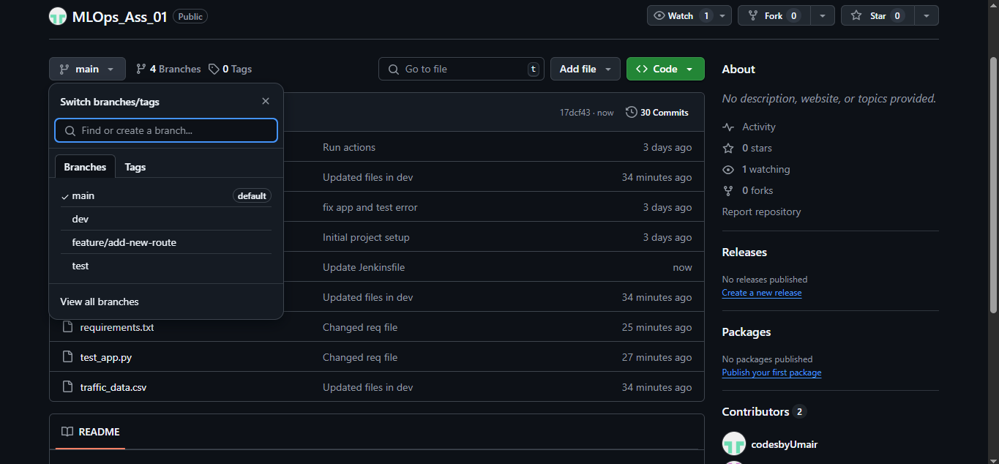 MLOps_Ass_01 Public
Watch 1
Fork 0
Star 0
main
4 Branches
0 Tags
Go to file t
Add file
Code
Switch branches/tags
Find or create a branch...
Branches
Tags
main default
dev
feature/add-new-route
test
View all branches
17dcf43 · now
30 Commits
Run actions 3 days ago
Updated files in dev 34 minutes ago
fix app and test error 3 days ago
Initial project setup 3 days ago
Update Jenkinsfile now
Updated files in dev 34 minutes ago
requirements.txt Changed req file 25 minutes ago
test_app.py Changed req file 27 minutes ago
traffic_data.csv Updated files in dev 34 minutes ago
README
About
No description, website, or topics provided.
Activity
0 stars
1 watching
0 forks
Report repository
Releases
No releases published
Create a new release
Packages
No packages published
Publish your first package
Contributors 2
codesbyUmair